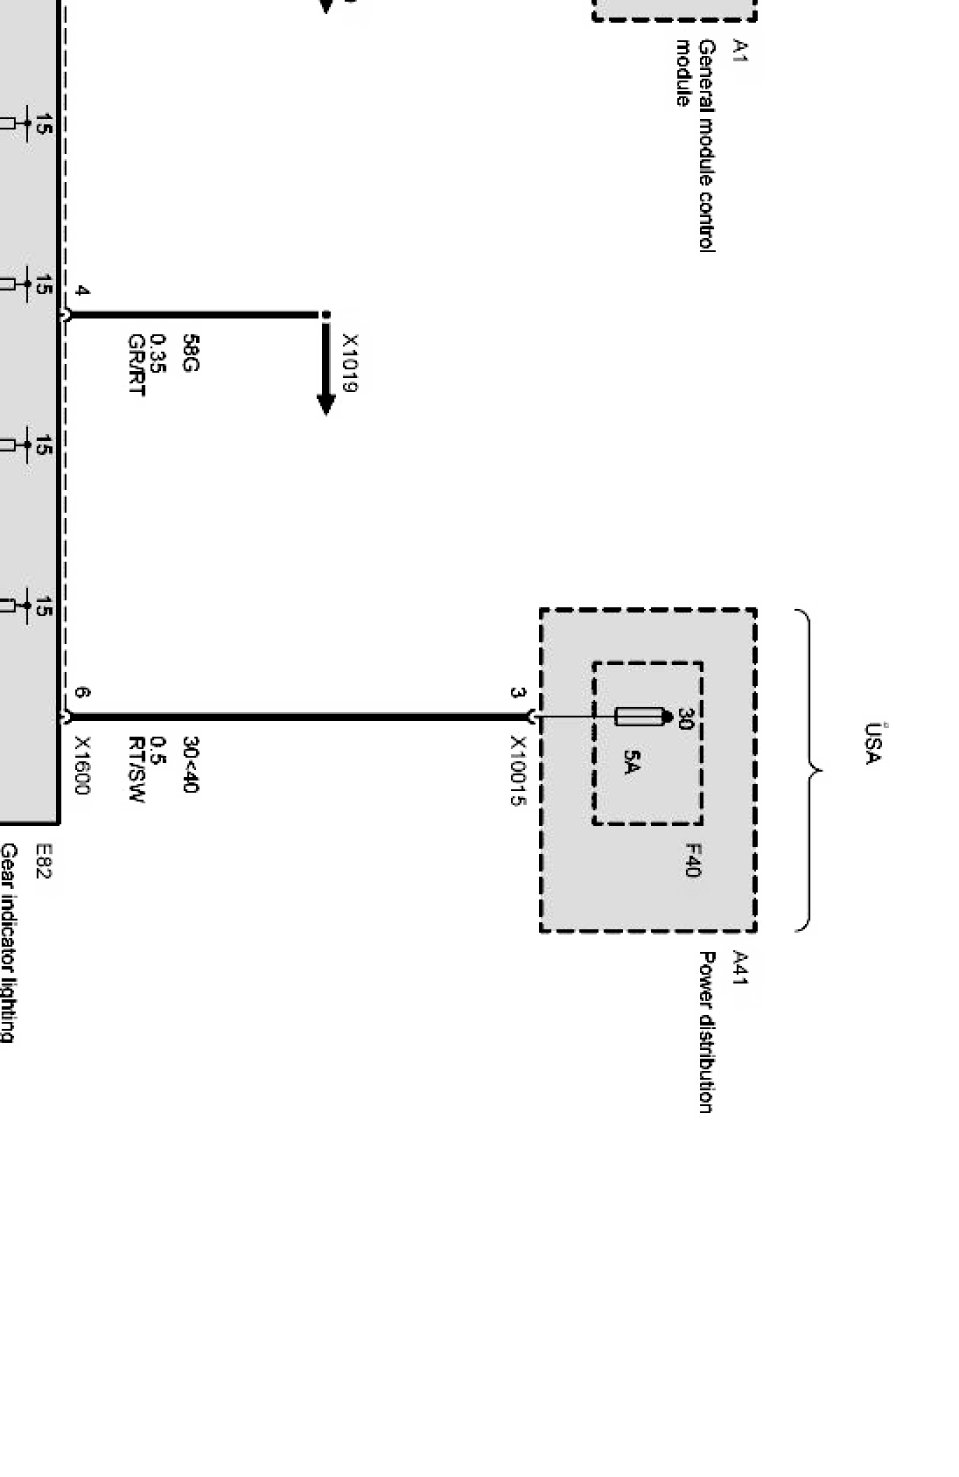 USA
A1
General module control
module
A41
Power distribution
F40
30
5A
3
X10015
X1019
58G
0.35
GR/RT
30<40
0.5
RT/SW
4
6
X1600
15
15
15
15
E82
Gear indicator lighting